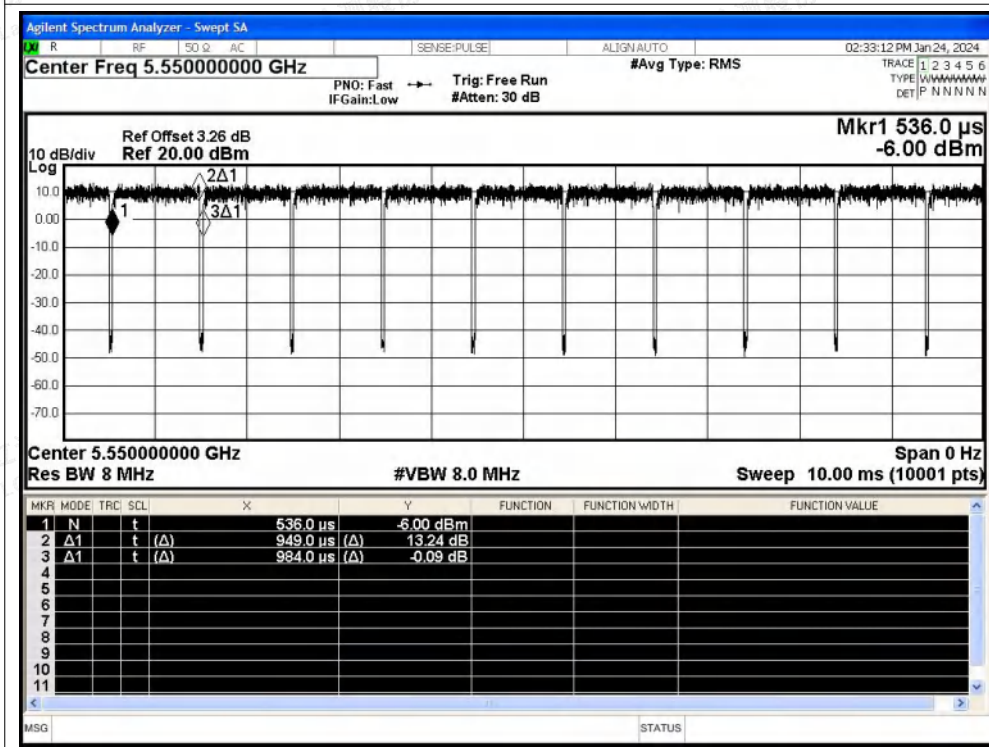 Agilent Spectrum Analyzer - Swept SA
LXI R RF 50 Ω AC SENSE:PULSE ALIGN AUTO 02:33:12 PM Jan 24, 2024
Center Freq 5.550000000 GHz
#Avg Type: RMS
TRACE 1 2 3 4 5 6
PNO: Fast Trig: Free Run
TYPE WWWWWW
IFGain:Low #Atten: 30 dB
DET P N N N N N
Mkr1 536.0 µs
-6.00 dBm
Ref Offset 3.26 dB
10 dB/div Ref 20.00 dBm
Log
2Δ1
10.0
1
3Δ1
0.00
-10.0
-20.0
-30.0
-40.0
-50.0
-60.0
-70.0
Center 5.550000000 GHz Span 0 Hz
Res BW 8 MHz #VBW 8.0 MHz Sweep 10.00 ms (10001 pts)
MKR MODE TRC SCL X Y FUNCTION FUNCTION WIDTH FUNCTION VALUE
1 N t 536.0 µs -6.00 dBm
2 Δ1 t (Δ) 949.0 µs (Δ) 13.24 dB
3 Δ1 t (Δ) 984.0 µs (Δ) -0.09 dB
4
5
6
7
8
9
10
11
MSG STATUS